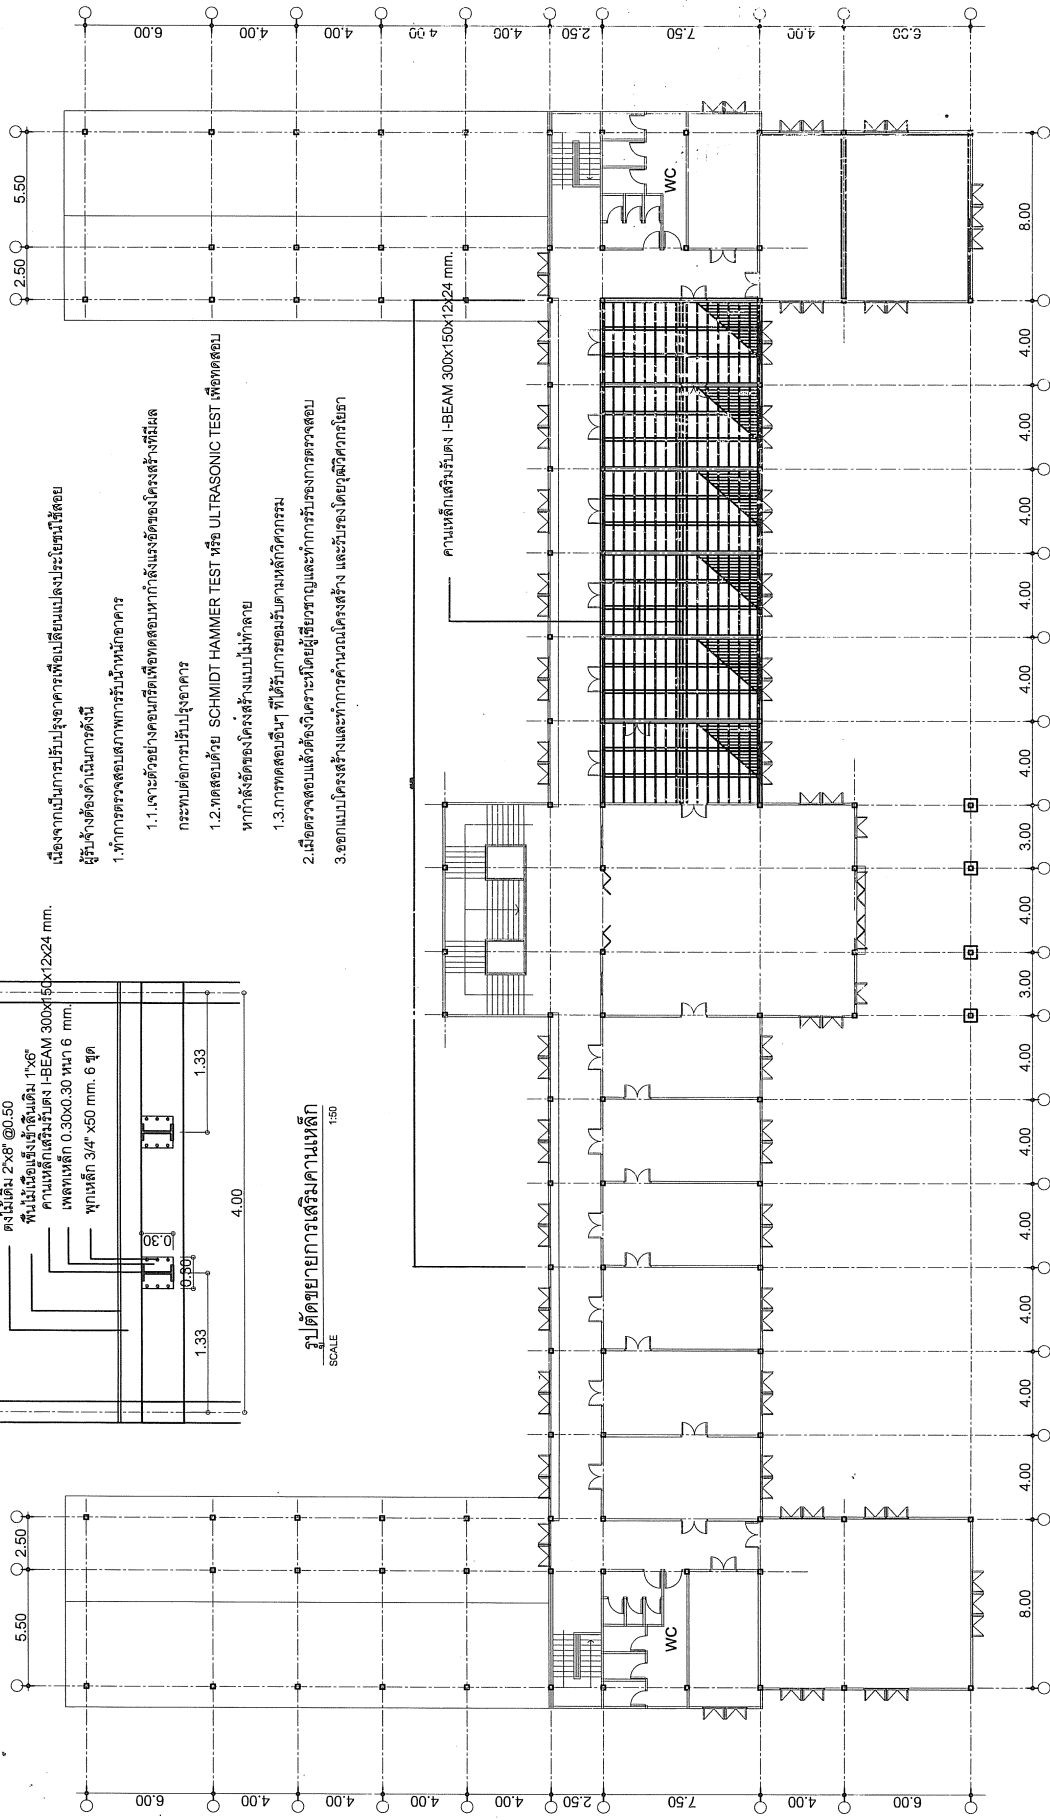 ตงไม้เดิม 2"x8" @0.50
พื้นไม้เนื้อแข็งเข้าลิ้นเดิม 1"x6"
คานเหล็กเสริมรับตง I-BEAM 300x150x12x24 mm.
เพลทเหล็ก 0.30x0.30 หนา 6 mm.
พุกเหล็ก 3/4" x50 mm. 6 ชุด
0.30
0.30
1.33
1.33
4.00
รูปตัดขยายการเสริมคานเหล็ก
SCALE 1:50
เนื่องจากเป็นการปรับปรุงอาคารเพื่อเปลี่ยนแปลงประโยชน์ใช้สอย
ผู้รับจ้างต้องดำเนินการดังนี้
1.ทำการตรวจสอบสภาพการรับน้ำหนักอาคาร
1.1.เจาะตัวอย่างคอนกรีตเพื่อทดสอบหากำลังแรงอัดของโครงสร้างที่มีผล
กระทบต่อการปรับปรุงอาคาร
1.2.ทดสอบด้วย SCHMIDT HAMMER TEST หรือ ULTRASONIC TEST เพื่อทดสอบ
หากำลังอัดของโครงสร้างแบบไม่ทำลาย
1.3.การทดสอบอื่นๆ ที่ได้รับการยอมรับตามหลักวิศวกรรม
2.เมื่อตรวจสอบแล้วต้องวิเคราะห์โดยผู้เชี่ยวชาญและทำการรับรองการตรวจสอบ
3.ออกแบบโครงสร้างและทำการคำนวณโครงสร้าง และรับรองโดยวุฒิวิศวกรโยธา
คานเหล็กเสริมรับตง I-BEAM 300x150x12x24 mm.
5.50
2.50
2.50
5.50
6.00
4.00
4.00
4.00
4.00
2.50
7.50
4.00
6.00
6.00
4.00
4.00
4.00
4.00
2.50
7.50
4.00
6.00
WC
WC
8.00
4.00
4.00
4.00
4.00
4.00
4.00
3.00
4.00
3.00
4.00
4.00
4.00
4.00
4.00
4.00
8.00